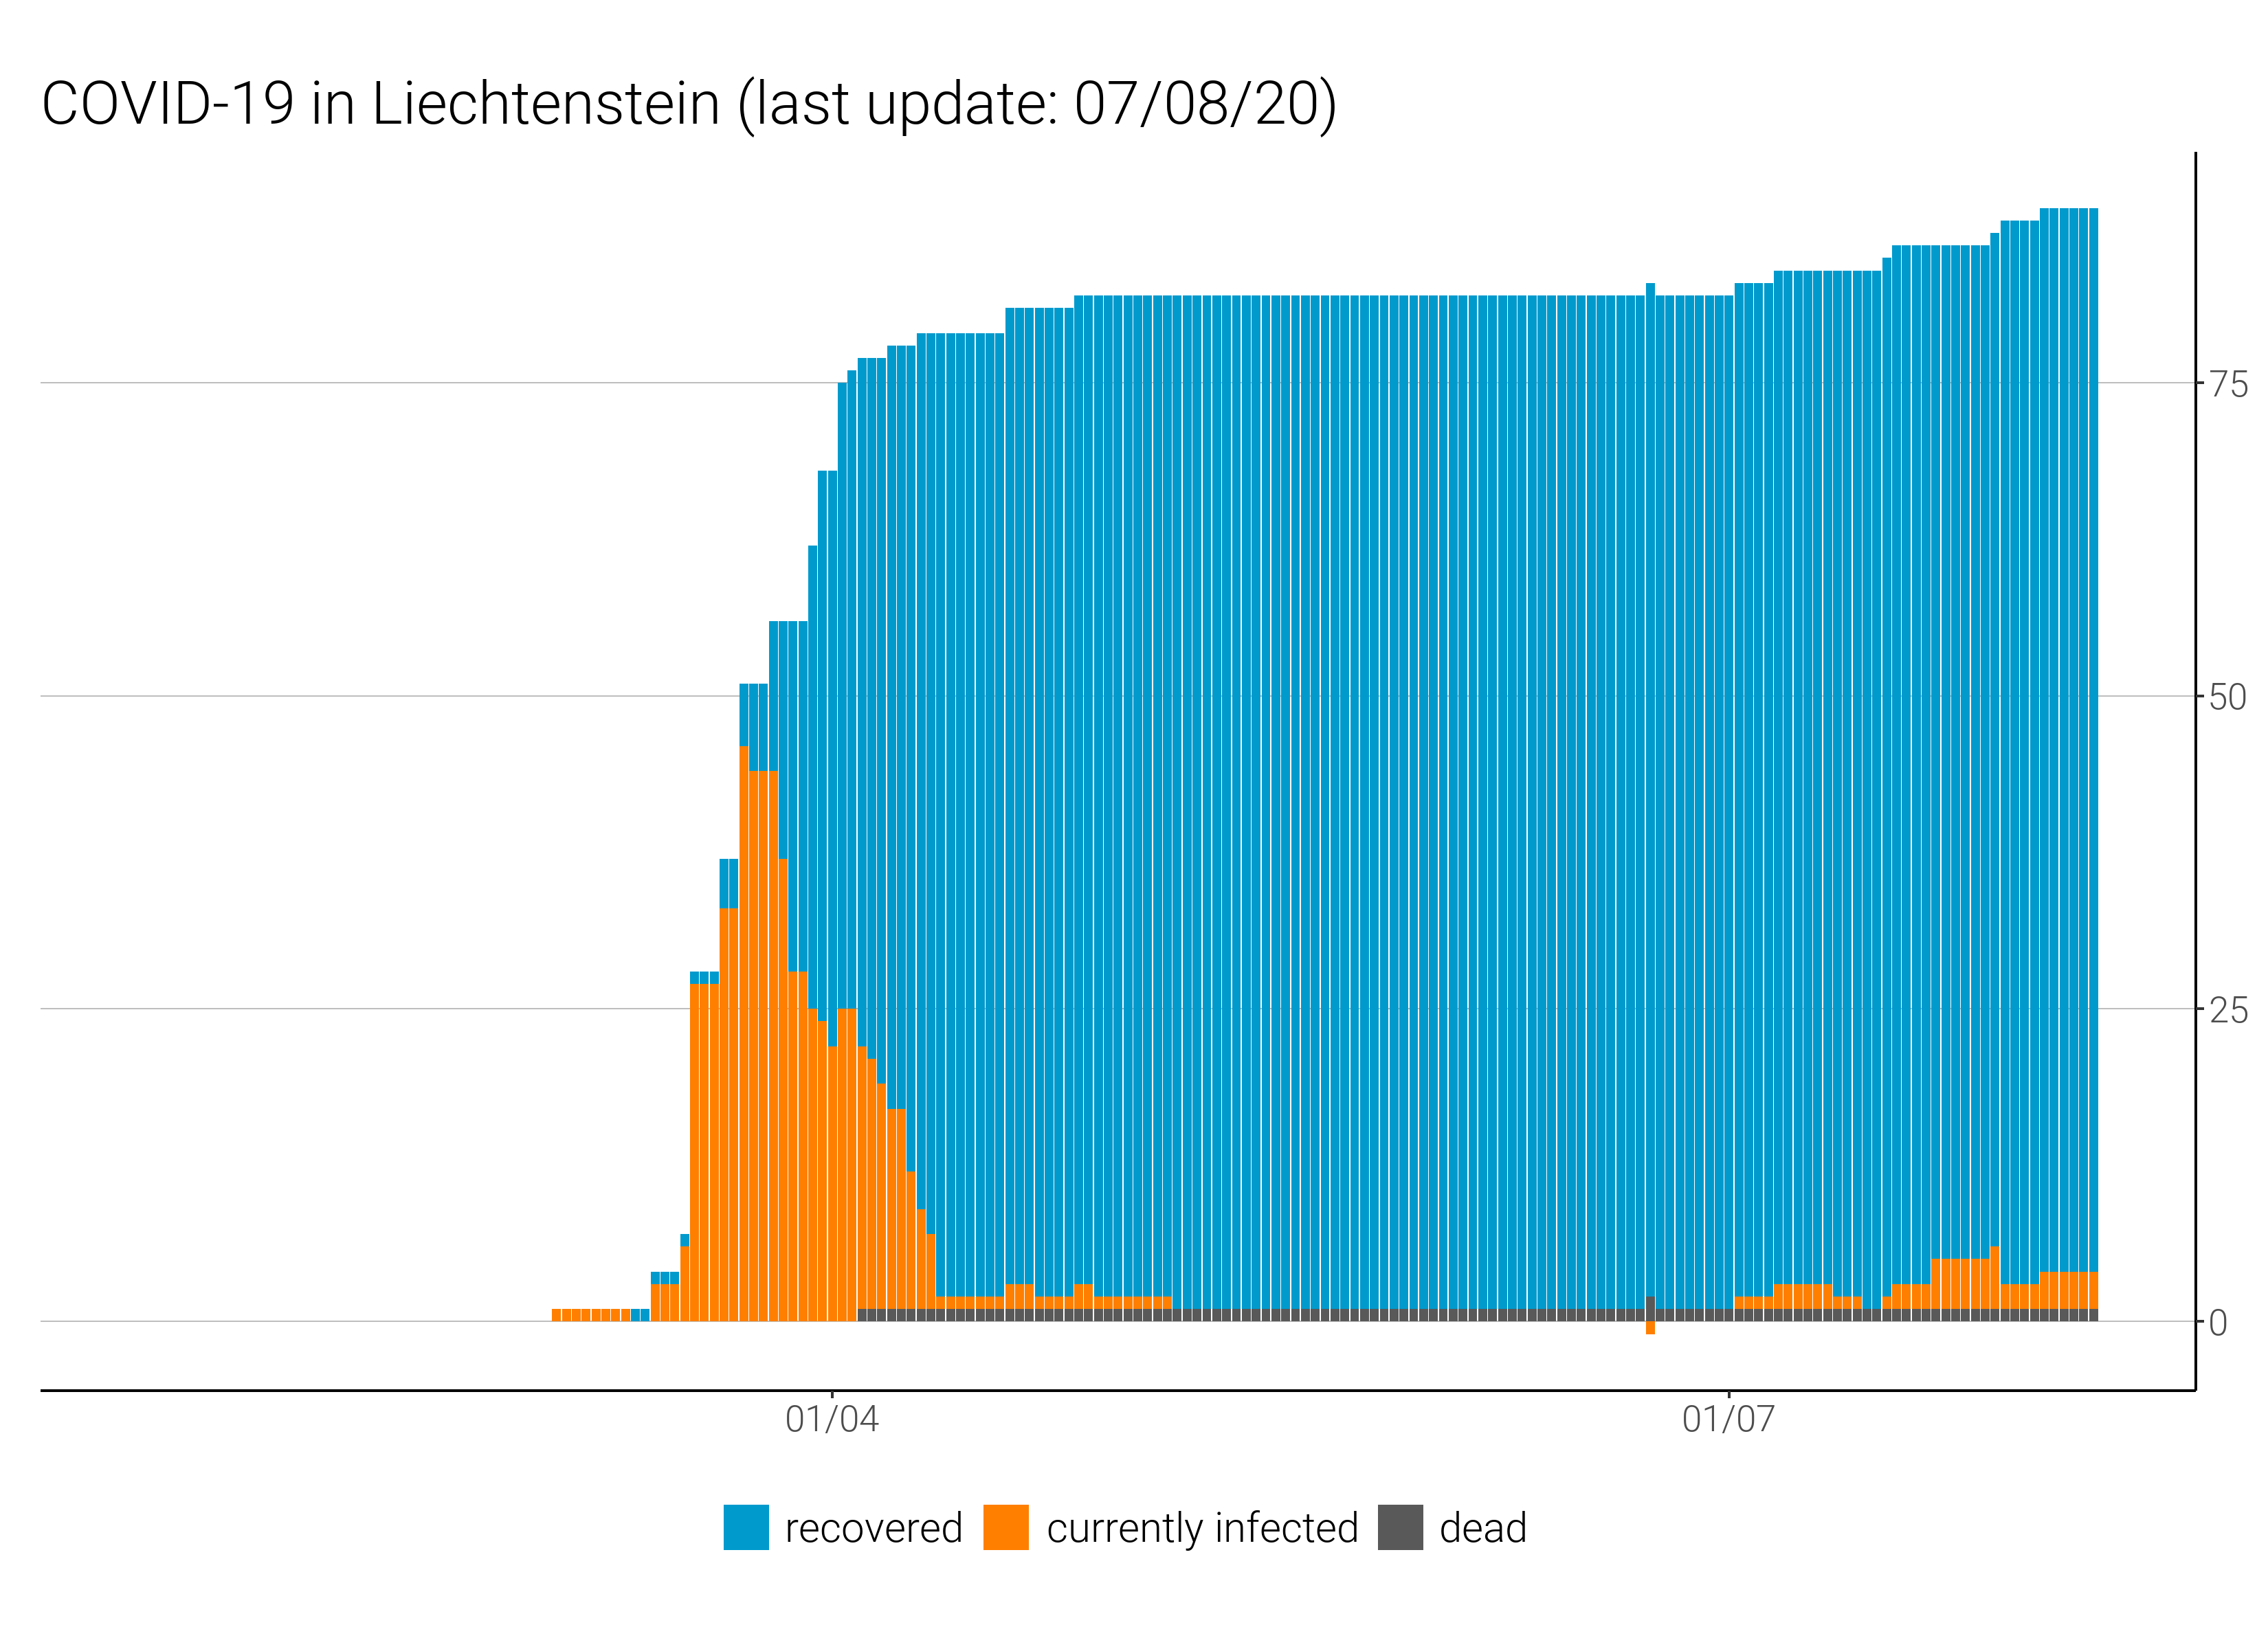 COVID-19 in Liechtenstein (last update: 07/08/20)
75
50
25
0
01/04 01/07
recovered currently infected dead